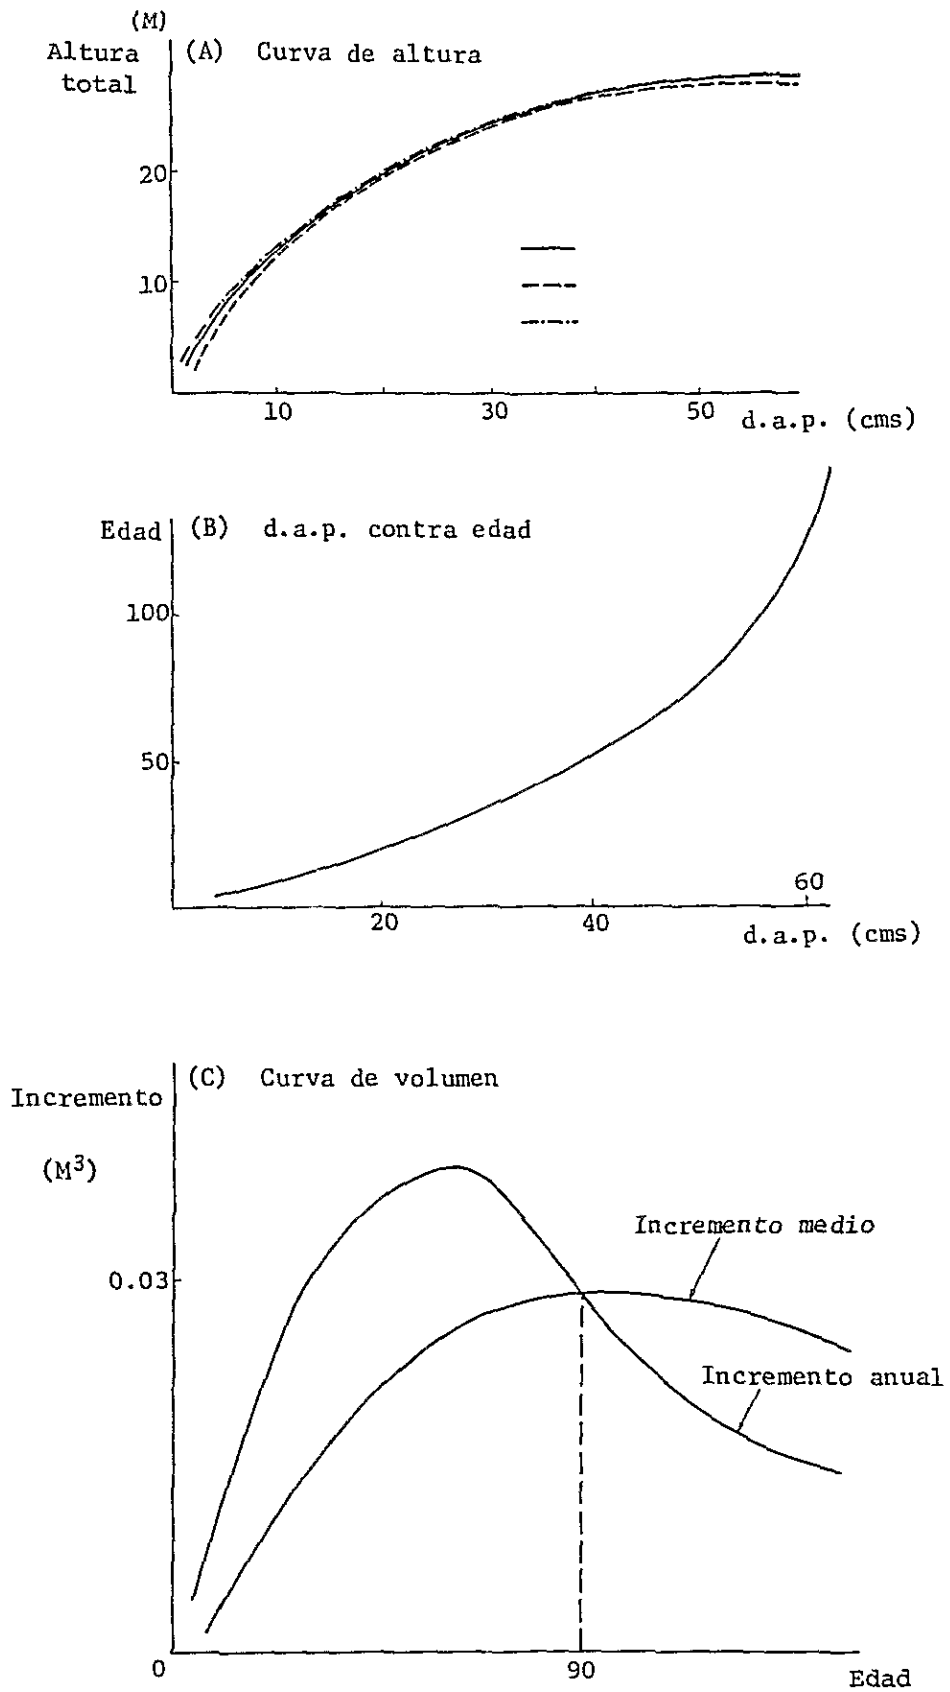 (M)
Altura
total
(A) Curva de altura
20
10
10
30
50
d.a.p. (cms)
Edad
(B) d.a.p. contra edad
100
50
60
20
40
d.a.p. (cms)
(C) Curva de volumen
Incremento
(M³)
Incremento medio
0.03
Incremento anual
0
90
Edad